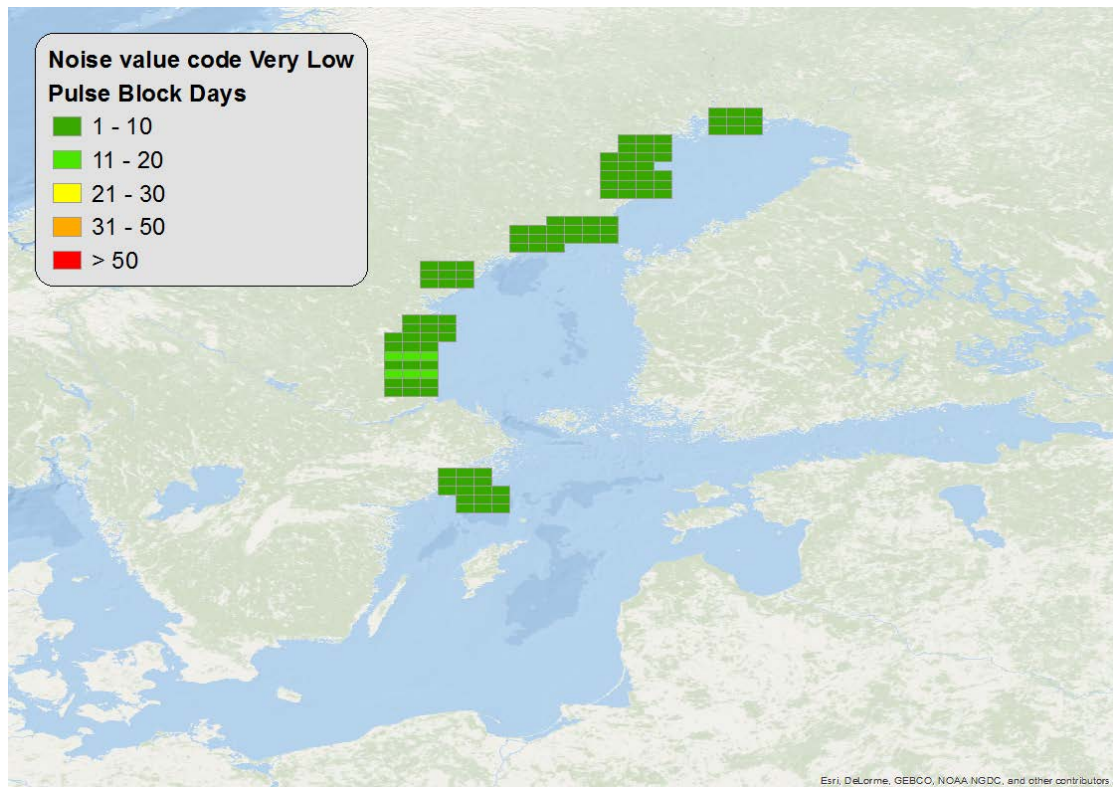 Noise value code Very Low
Pulse Block Days
1 - 10
11 - 20
21 - 30
31 - 50
> 50
Esri, DeLorme, GEBCO, NOAA NGDC, and other contributors